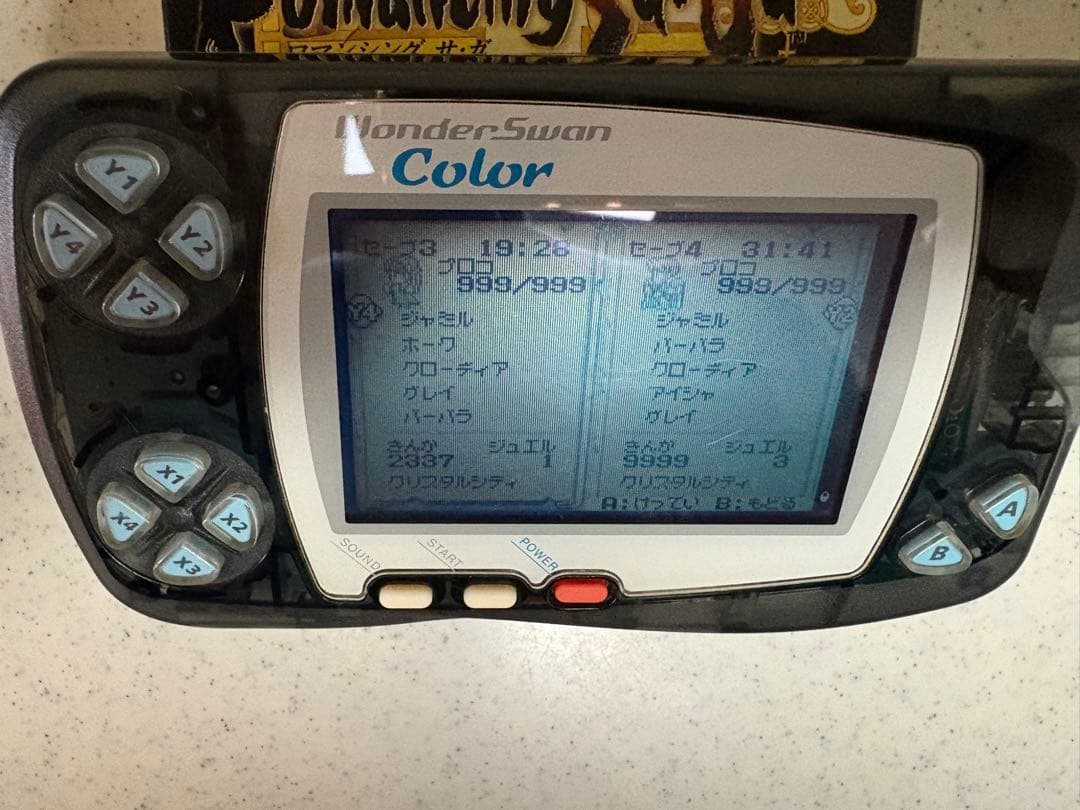 ロマンシング サ・ガ
WonderSwan
Color
Y1
Y4
Y2
Y3
X1
X4
X2
X3
セーブ3 19:28
ブロコ
999/999
Y4
ジャミル
ホーク
クローディア
グレイ
バーバラ
きんか ジュエル
2337 1
クリスタルシティ
セーブ4 31:41
ブロコ
999/999
Y2
ジャミル
バーバラ
クローディア
アイシャ
グレイ
きんか ジュエル
9999 3
クリスタルシティ
A:けってい B:もどる
SOUND
START
POWER
A
B